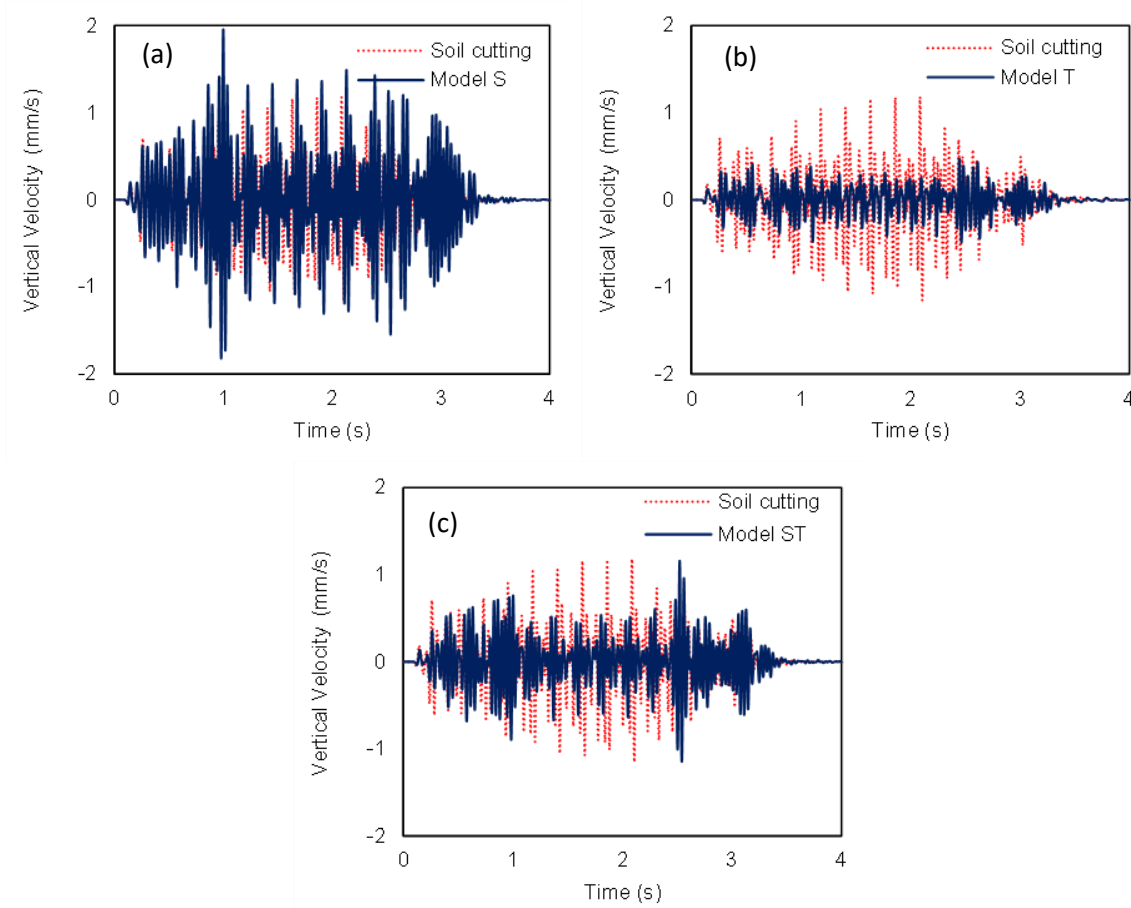 2
1
0
-1
-2
Vertical Velocity (mm/s)
(a)
Soil cutting
Model S
0
1
2
3
4
Time (s)
2
1
0
-1
-2
Vertical Velocity (mm/s)
(b)
Soil cutting
Model T
0
1
2
3
4
Time (s)
2
1
0
-1
-2
Vertical Velocity (mm/s)
(c)
Soil cutting
Model ST
0
1
2
3
4
Time (s)